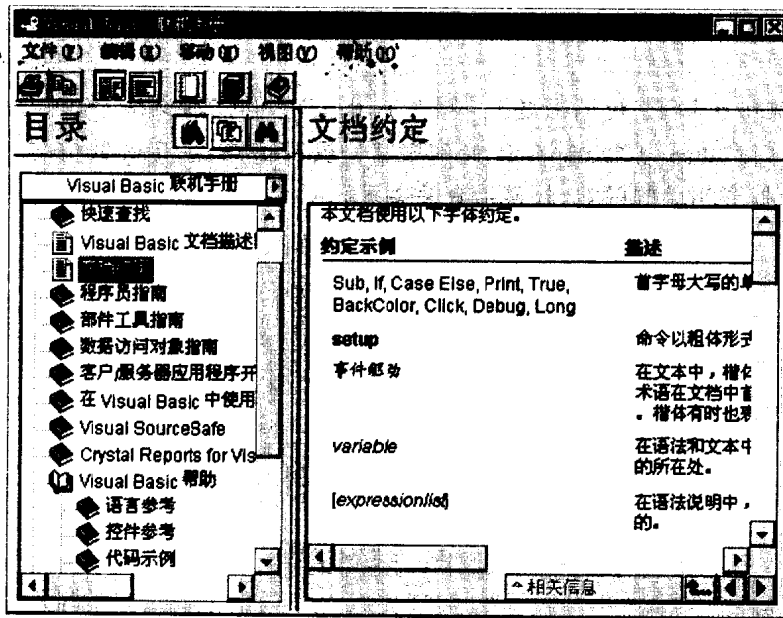 联机手册
文件(F) 编辑(E) 移动(M) 视图(V) 帮助(H)
目录
文档约定
Visual Basic 联机手册
快速查找
Visual Basic 文档描述
程序员指南
部件工具指南
数据访问对象指南
客户/服务器应用程序开
在 Visual Basic 中使用
Visual SourceSafe
Crystal Reports for Vis
Visual Basic 帮助
语言参考
控件参考
代码示例
本文档使用以下字体约定。
约定示例 描述
Sub, If, Case Else, Print, True,
BackColor, Click, Debug, Long
首字母大写的单
setup 命令以粗体形式
事件驱动 在文本中，楷体
术语在文档中首
。楷体有时也表
variable 在语法和文本中
的所在处。
[expressionlist] 在语法说明中，
的。
相关信息